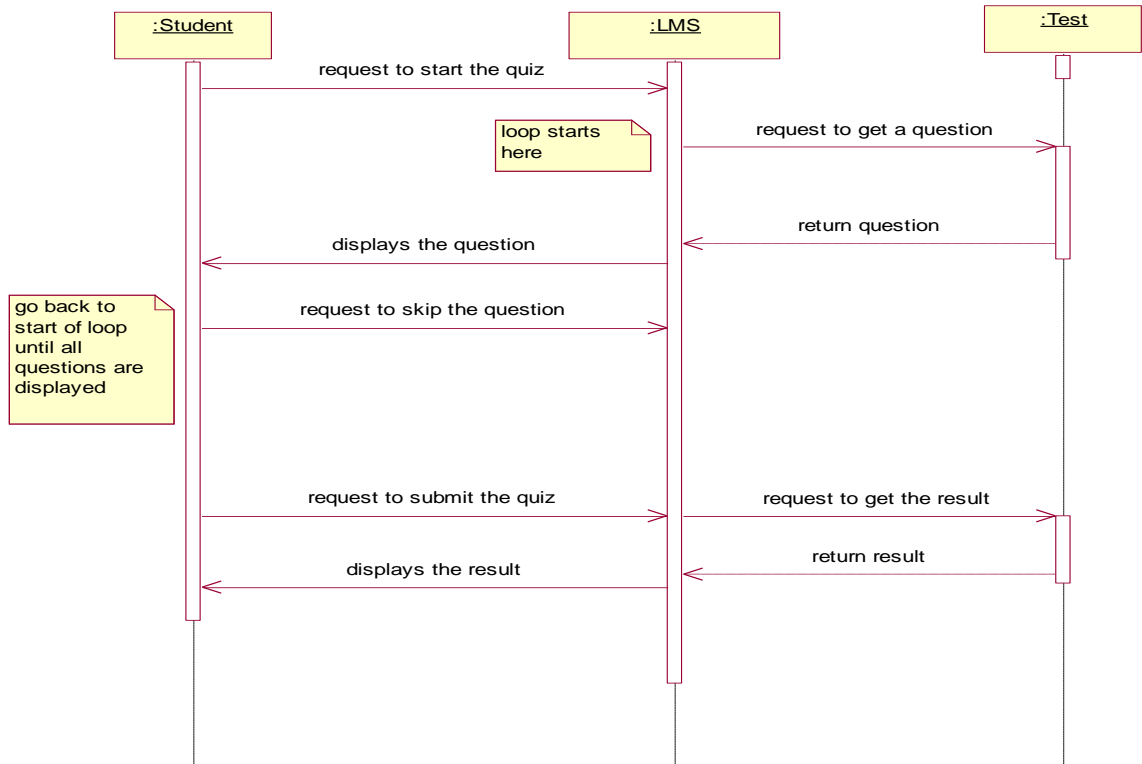 :Student
:LMS
:Test
request to start the quiz
loop starts
here
request to get a question
return question
displays the question
go back to
start of loop
until all
questions are
displayed
request to skip the question
request to submit the quiz
request to get the result
return result
displays the result